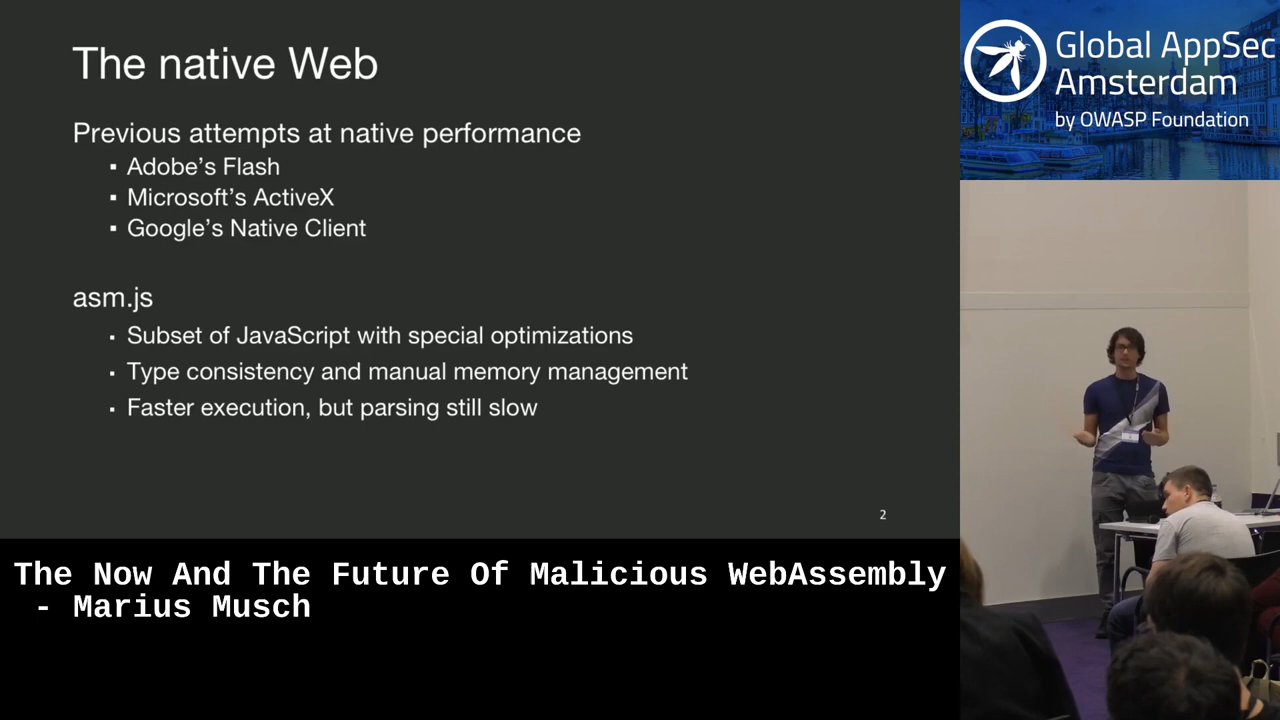 The native Web
Previous attempts at native performance
▪ Adobe’s Flash
▪ Microsoft’s ActiveX
▪ Google’s Native Client
asm.js
▪ Subset of JavaScript with special optimizations
▪ Type consistency and manual memory management
▪ Faster execution, but parsing still slow
2
The Now And The Future Of Malicious WebAssembly
- Marius Musch
Global AppSec
Amsterdam
by OWASP Foundation